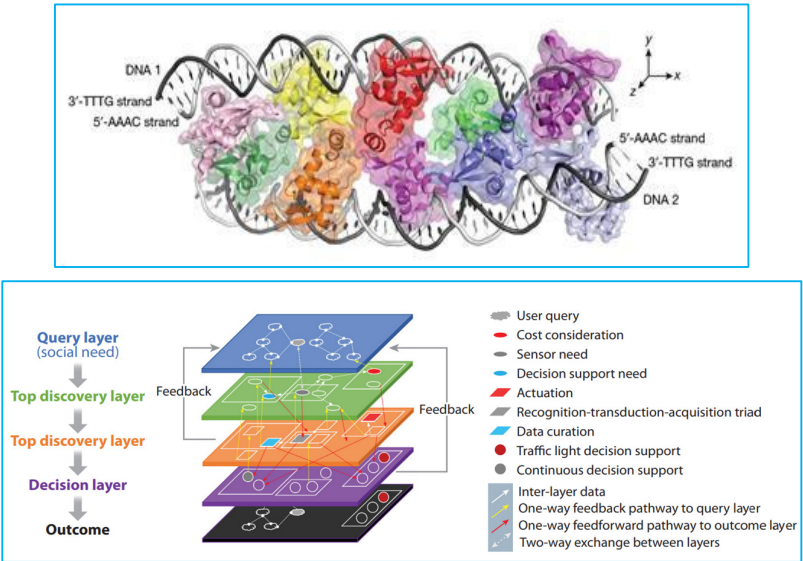 DNA 1
3′-TTTG strand
5′-AAAC strand
y
x
z
5′-AAAC strand
3′-TTTG strand
DNA 2
Query layer
(social need)
Top discovery layer
Top discovery layer
Decision layer
Outcome
Feedback
Feedback
User query
Cost consideration
Sensor need
Decision support need
Actuation
Recognition-transduction-acquisition triad
Data curation
Traffic light decision support
Continuous decision support
Inter-layer data
One-way feedback pathway to query layer
One-way feedforward pathway to outcome layer
Two-way exchange between layers